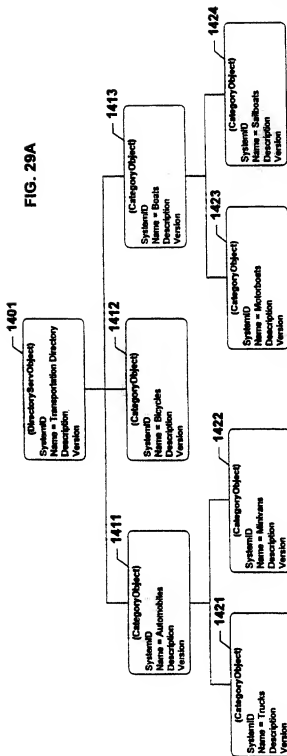 FIG. 29A
1401
(DirectoryServObject)
SystemID
Name = Transportation Directory
Description
Version
1411
(CategoryObject)
SystemID
Name = Automobiles
Description
Version
1412
(CategoryObject)
SystemID
Name = Bicycles
Description
Version
1413
(CategoryObject)
SystemID
Name = Boats
Description
Version
1421
(CategoryObject)
SystemID
Name = Trucks
Description
Version
1422
(CategoryObject)
SystemID
Name = Minivans
Description
Version
1423
(CategoryObject)
SystemID
Name = Motorboats
Description
Version
1424
(CategoryObject)
SystemID
Name = Sailboats
Description
Version